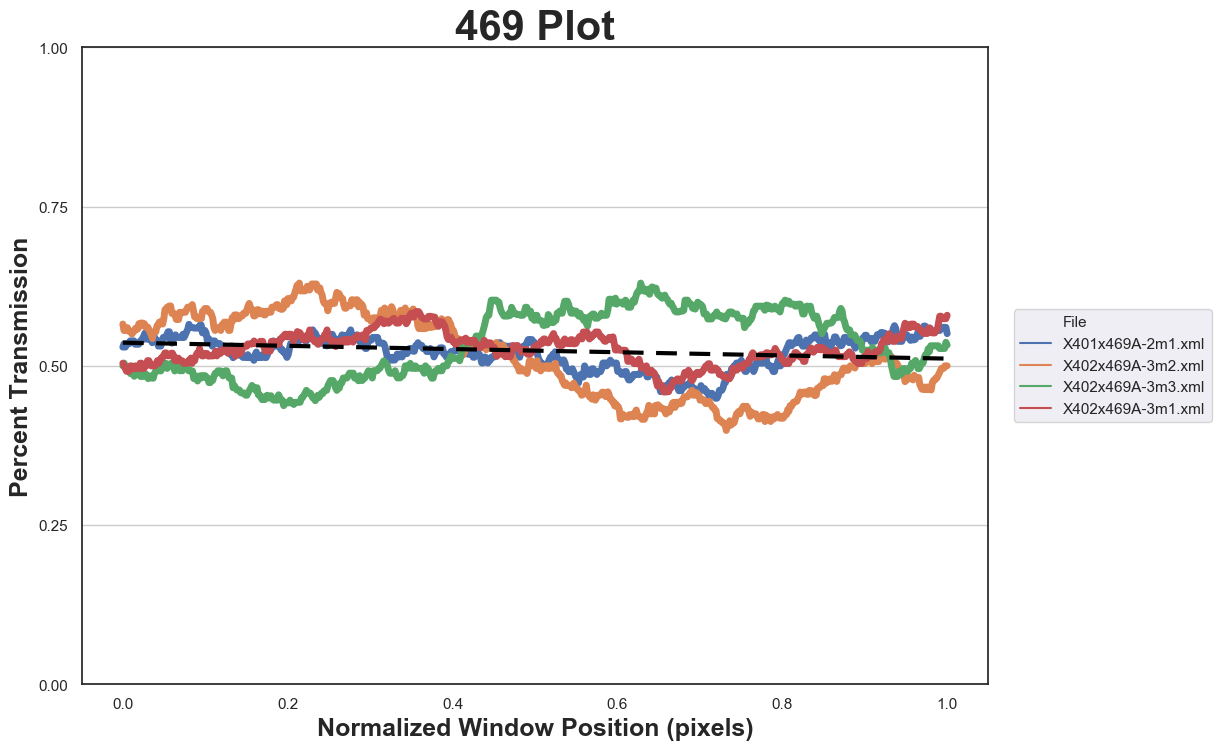 469 Plot
1.00
0.75
0.50
0.25
0.00
Percent Transmission
0.0 0.2 0.4 0.6 0.8 1.0
Normalized Window Position (pixels)
File
X401x469A-2m1.xml
X402x469A-3m2.xml
X402x469A-3m3.xml
X402x469A-3m1.xml